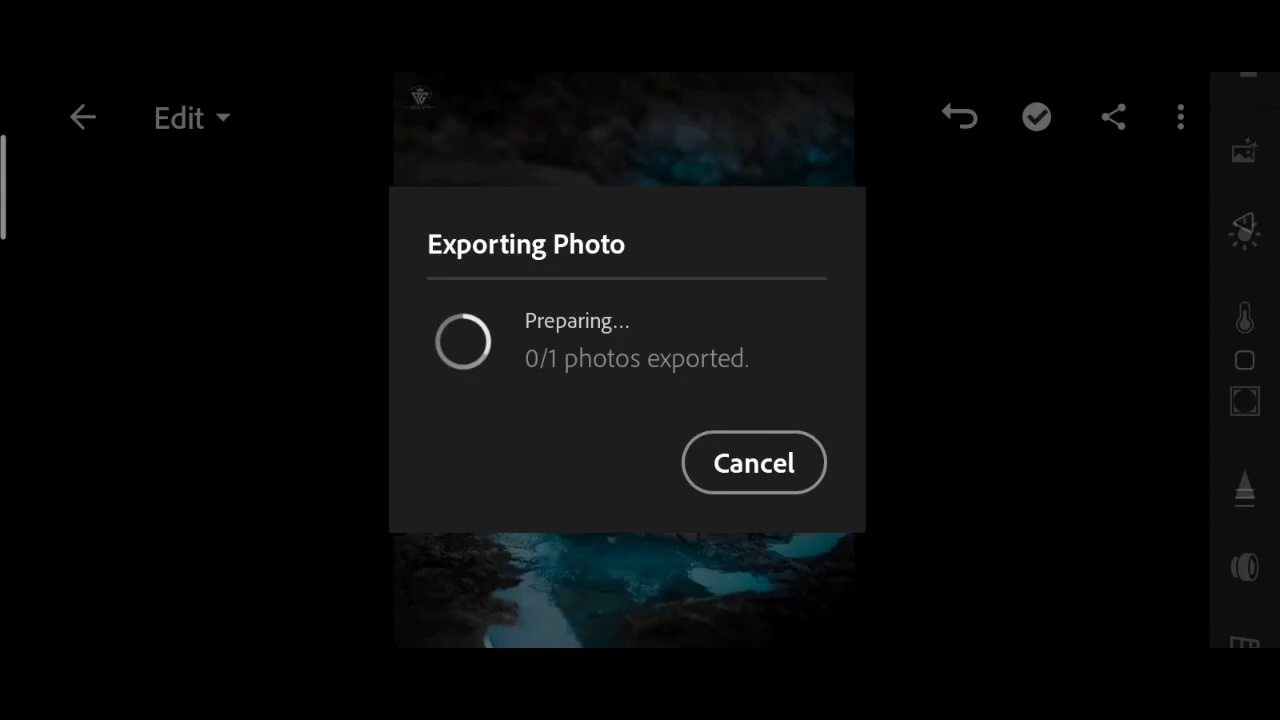 Edit
Exporting Photo
Preparing...
0/1 photos exported.
Cancel